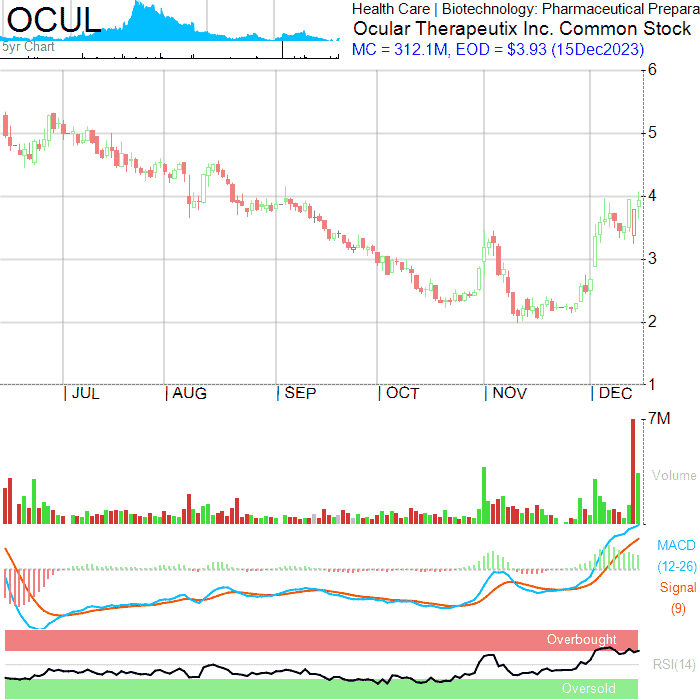 OCUL
5yr Chart
Health Care | Biotechnology: Pharmaceutical Prepara
Ocular Therapeutix Inc. Common Stock
MC = 312.1M, EOD = $3.93 (15Dec2023)
6
5
4
3
2
1
JUL AUG SEP OCT NOV DEC
7M
Volume
MACD
(12-26)
Signal
(9)
Overbought
RSI(14)
Oversold